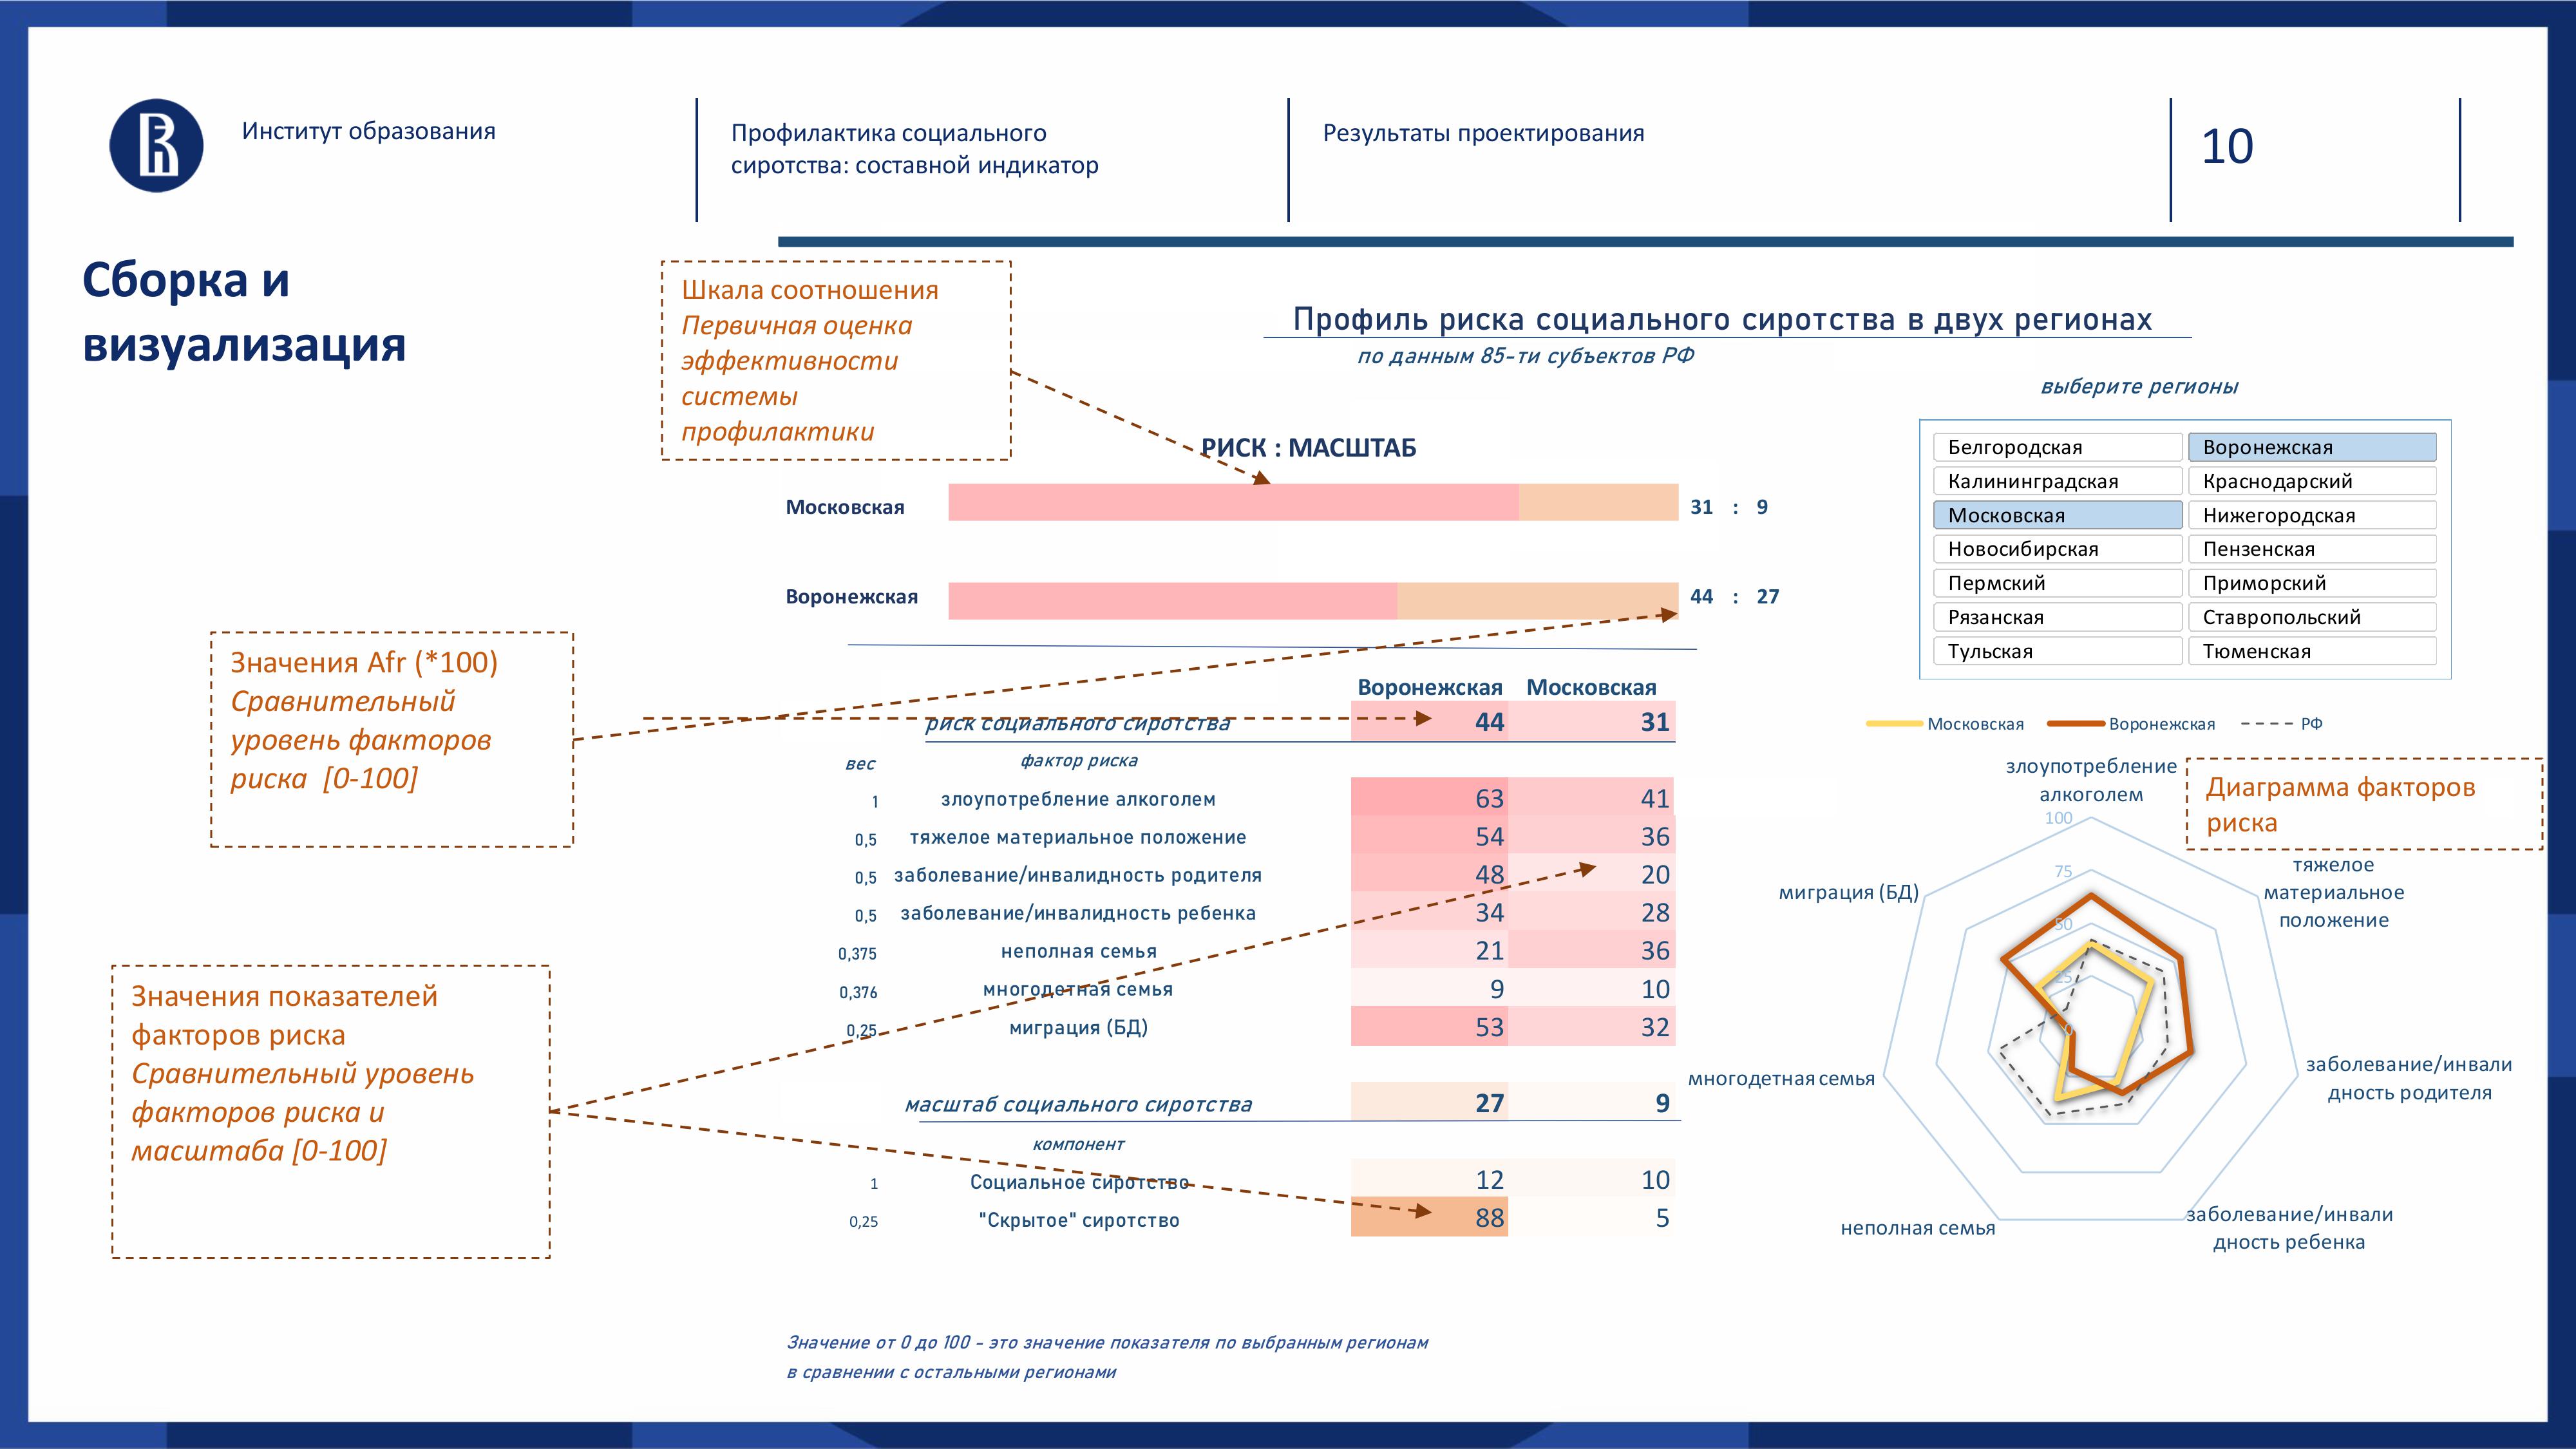 Институт образования
Профилактика социального
сиротства: составной индикатор
Результаты проектирования
10
Сборка и
визуализация
Шкала соотношения
Первичная оценка
эффективности
системы
профилактики
Профиль риска социального сиротства в двух регионах
по данным 85-ти субъектов РФ
выберите регионы
РИСК : МАСШТАБ
Московская 31 : 9
Воронежская 44 : 27
Белгородская Воронежская
Калининградская Краснодарский
Московская Нижегородская
Новосибирская Пензенская
Пермский Приморский
Рязанская Ставропольский
Тульская Тюменская
Значения Afr (*100)
Сравнительный
уровень факторов
риска [0-100]
Значения показателей
факторов риска
Сравнительный уровень
факторов риска и
масштаба [0-100]
Воронежская Московская
риск социального сиротства 44 31
вес фактор риска
1 злоупотребление алкоголем 63 41
0,5 тяжелое материальное положение 54 36
0,5 заболевание/инвалидность родителя 48 20
0,5 заболевание/инвалидность ребенка 34 28
0,375 неполная семья 21 36
0,376 многодетная семья 9 10
0,25 миграция (БД) 53 32
масштаб социального сиротства 27 9
компонент
1 Социальное сиротство 12 10
0,25 "Скрытое" сиротство 88 5
Московская Воронежская РФ
Диаграмма факторов
риска
злоупотребление
алкоголем
100
75
50
25
0
тяжелое
материальное
положение
заболевание/инвали
дность родителя
заболевание/инвали
дность ребенка
неполная семья
многодетная семья
миграция (БД)
Значение от 0 до 100 - это значение показателя по выбранным регионам
в сравнении с остальными регионами